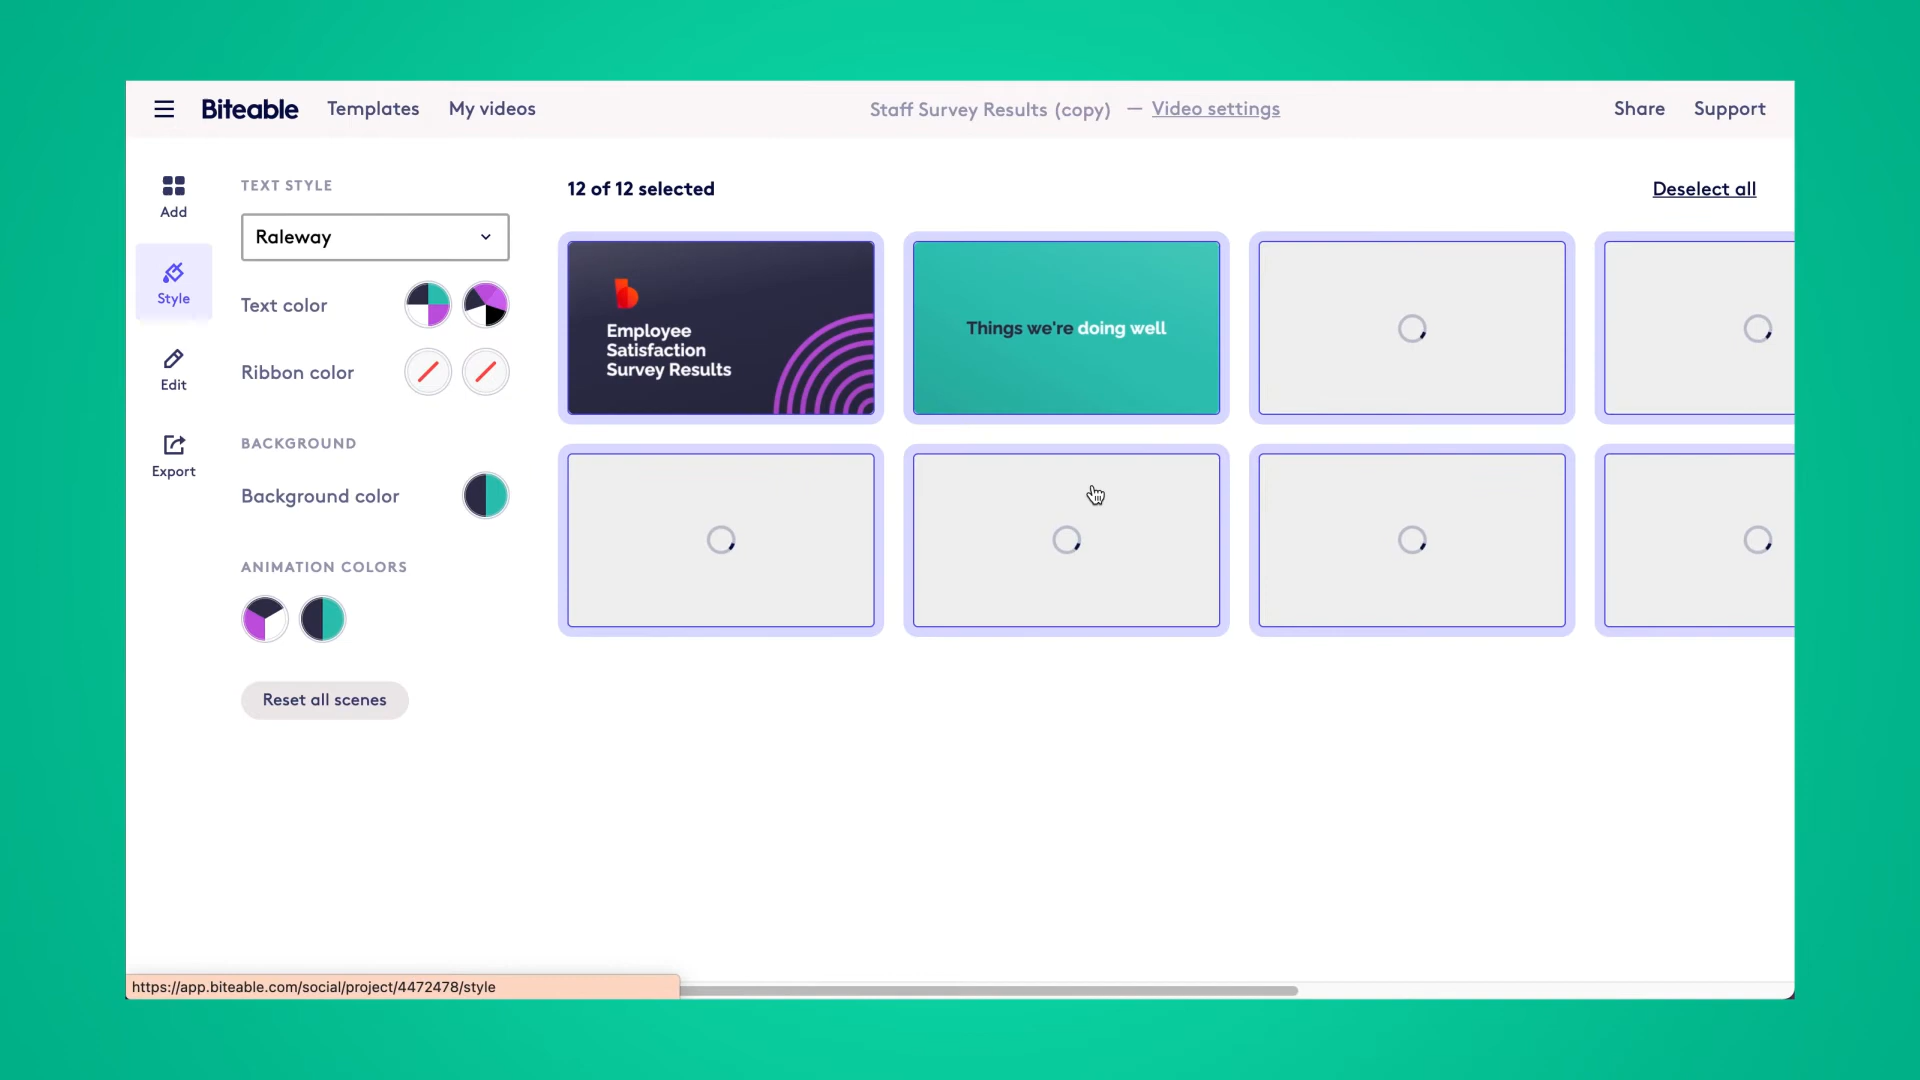 Biteable
Templates
My videos
Staff Survey Results (copy) — Video settings
Share
Support
Add
Style
Edit
Export
TEXT STYLE
Raleway
Text color
Ribbon color
BACKGROUND
Background color
ANIMATION COLORS
Reset all scenes
12 of 12 selected
Deselect all
Employee
Satisfaction
Survey Results
Things we're doing well
https://app.biteable.com/social/project/4472478/style